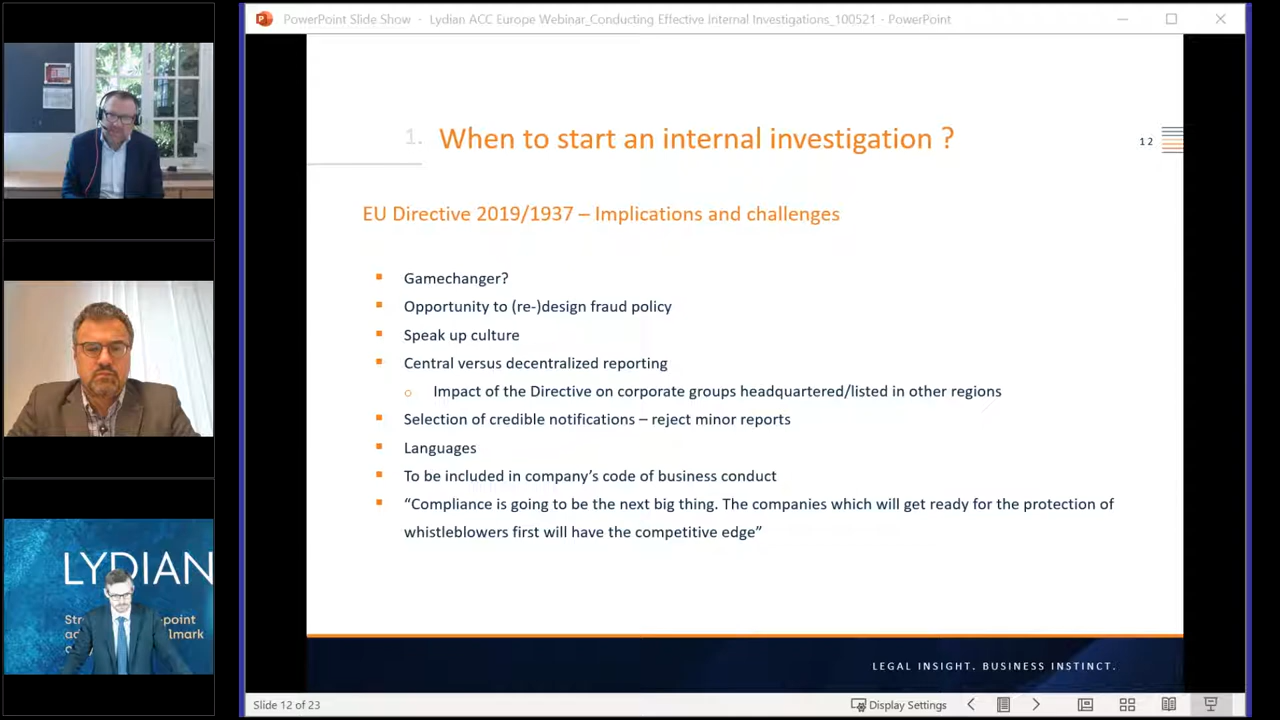 PowerPoint Slide Show - Lydian ACC Europe Webinar_Conducting Effective Internal Investigations_100521 - PowerPoint
1. When to start an internal investigation ?
12
EU Directive 2019/1937 – Implications and challenges
Gamechanger?
Opportunity to (re-)design fraud policy
Speak up culture
Central versus decentralized reporting
Impact of the Directive on corporate groups headquartered/listed in other regions
Selection of credible notifications – reject minor reports
Languages
To be included in company’s code of business conduct
“Compliance is going to be the next big thing. The companies which will get ready for the protection of
whistleblowers first will have the competitive edge”
LEGAL INSIGHT. BUSINESS INSTINCT.
Slide 12 of 23
Display Settings
LYDIAN